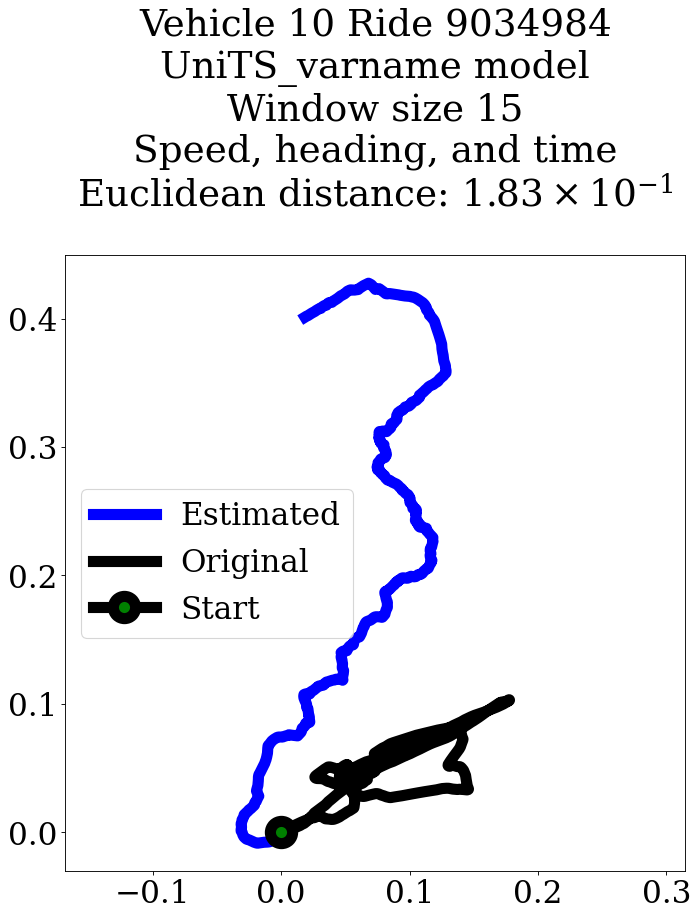 Vehicle 10 Ride 9034984
UniTS_varname model
Window size 15
Speed, heading, and time
Euclidean distance: 1.83 × 10⁻¹
0.4
0.3
Estimated
Original
0.2
Start
0.1
0.0
−0.1 0.0 0.1 0.2 0.3